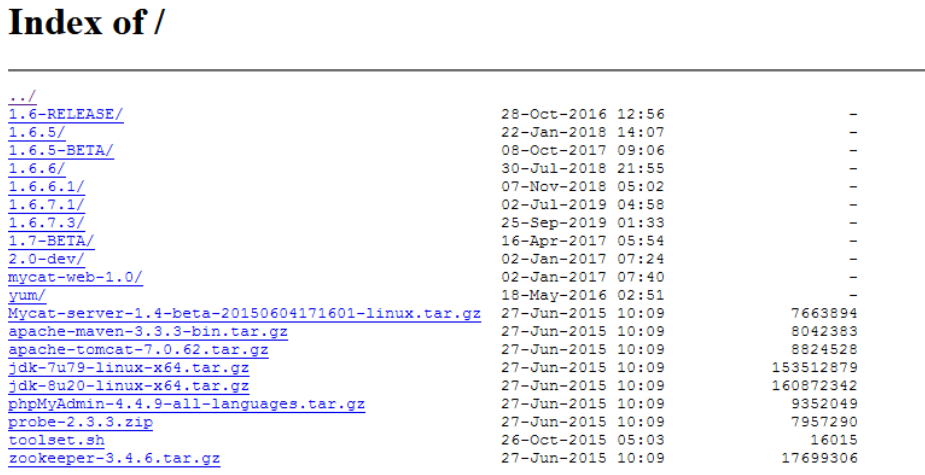 Index of /
../
1.6-RELEASE/ 28-Oct-2016 12:56 -
1.6.5/ 22-Jan-2018 14:07 -
1.6.5-BETA/ 08-Oct-2017 09:06 -
1.6.6/ 30-Jul-2018 21:55 -
1.6.6.1/ 07-Nov-2018 05:02 -
1.6.7.1/ 02-Jul-2019 04:58 -
1.6.7.3/ 25-Sep-2019 01:33 -
1.7-BETA/ 16-Apr-2017 05:54 -
2.0-dev/ 02-Jan-2017 07:24 -
mycat-web-1.0/ 02-Jan-2017 07:40 -
yum/ 18-May-2016 02:51 -
Mycat-server-1.4-beta-20150604171601-linux.tar.gz 27-Jun-2015 10:09 7663894
apache-maven-3.3.3-bin.tar.gz 27-Jun-2015 10:09 8042383
apache-tomcat-7.0.62.tar.gz 27-Jun-2015 10:09 8824528
jdk-7u79-linux-x64.tar.gz 27-Jun-2015 10:09 153512879
jdk-8u20-linux-x64.tar.gz 27-Jun-2015 10:09 160872342
phpMyAdmin-4.4.9-all-languages.tar.gz 27-Jun-2015 10:09 9352049
probe-2.3.3.zip 27-Jun-2015 10:09 7957290
toolset.sh 26-Oct-2015 05:03 16015
zookeeper-3.4.6.tar.gz 27-Jun-2015 10:09 17699306